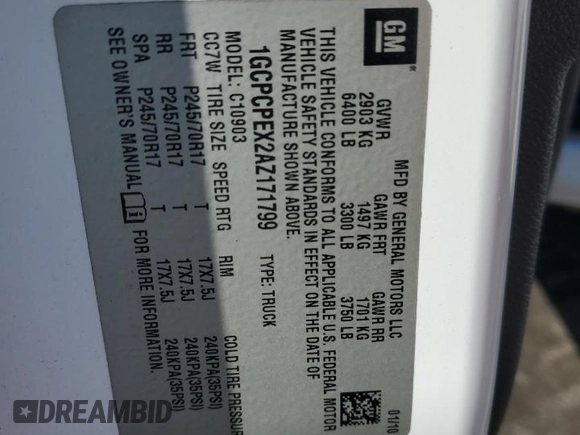 GM
MFD BY GENERAL MOTORS LLC
01/10
GVWR GAWR FRT GAWR RR
2903 KG 1497 KG 1701 KG
6400 LB 3300 LB 3750 LB
THIS VEHICLE CONFORMS TO ALL APPLICABLE U.S. FEDERAL MOTOR
VEHICLE SAFETY STANDARDS IN EFFECT ON THE DATE OF
MANUFACTURE SHOWN ABOVE.
1GCPCPEX2AZ171799 TYPE: TRUCK
MODEL: C10903
CC7W TIRE SIZE SPEED RTG RIM COLD TIRE PRESSURE
FRT P245/70R17 T 17X7.5J 240KPA(35PSI)
RR P245/70R17 T 17X7.5J 240KPA(35PSI)
SPA P245/70R17 T 17X7.5J 240KPA(35PSI)
SEE OWNER'S MANUAL FOR MORE INFORMATION.
DREAMBID